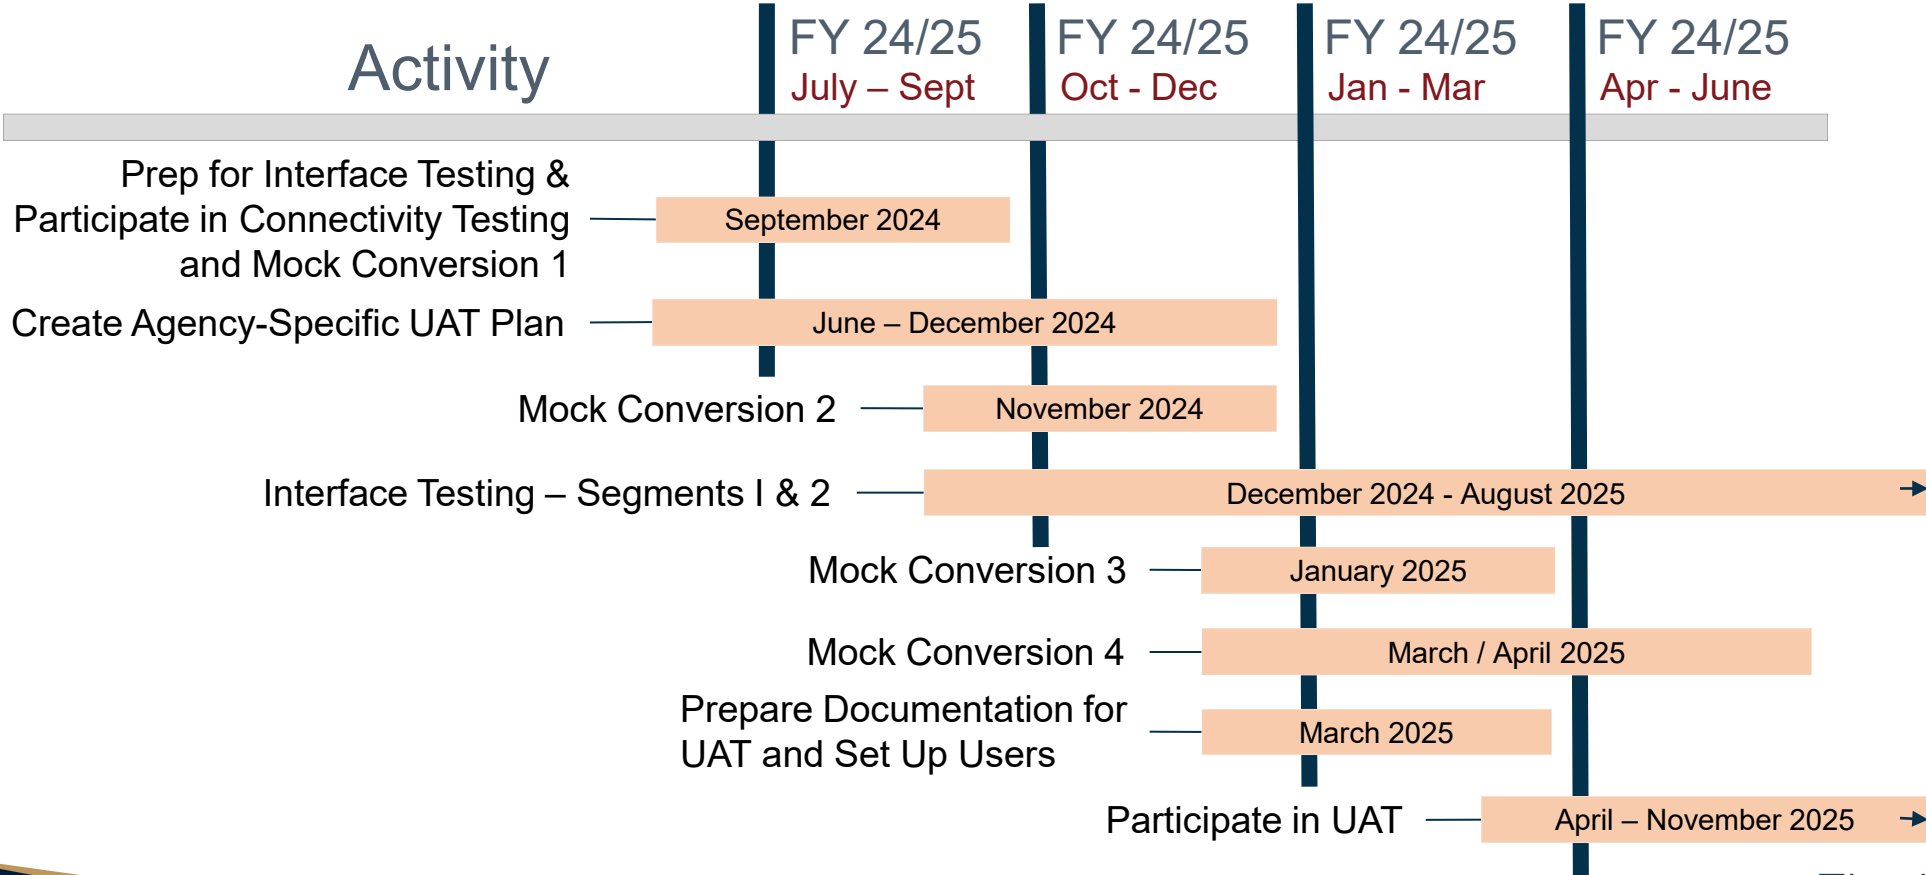 Activity
FY 24/25
July – Sept
FY 24/25
Oct - Dec
FY 24/25
Jan - Mar
FY 24/25
Apr - June
Prep for Interface Testing &
Participate in Connectivity Testing
and Mock Conversion 1
September 2024
Create Agency-Specific UAT Plan
June – December 2024
Mock Conversion 2
November 2024
Interface Testing – Segments I & 2
December 2024 - August 2025
Mock Conversion 3
January 2025
Mock Conversion 4
March / April 2025
Prepare Documentation for
UAT and Set Up Users
March 2025
Participate in UAT
April – November 2025